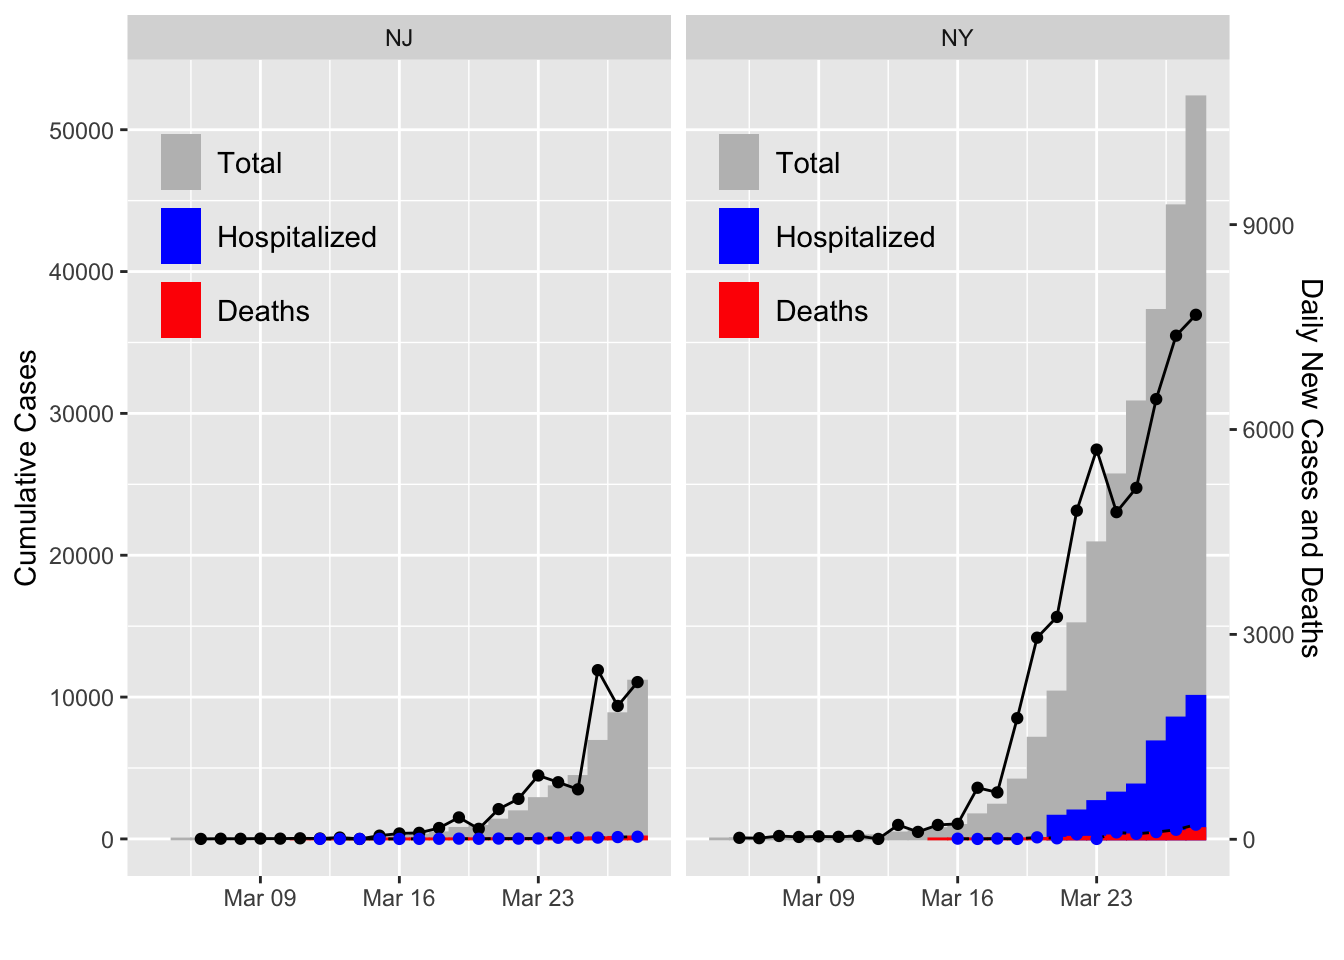 NJ
NY
Total
Hospitalized
Deaths
Total
Hospitalized
Deaths
Cumulative Cases
50000
40000
30000
20000
10000
0
Daily New Cases and Deaths
9000
6000
3000
0
Mar 09
Mar 16
Mar 23
Mar 09
Mar 16
Mar 23